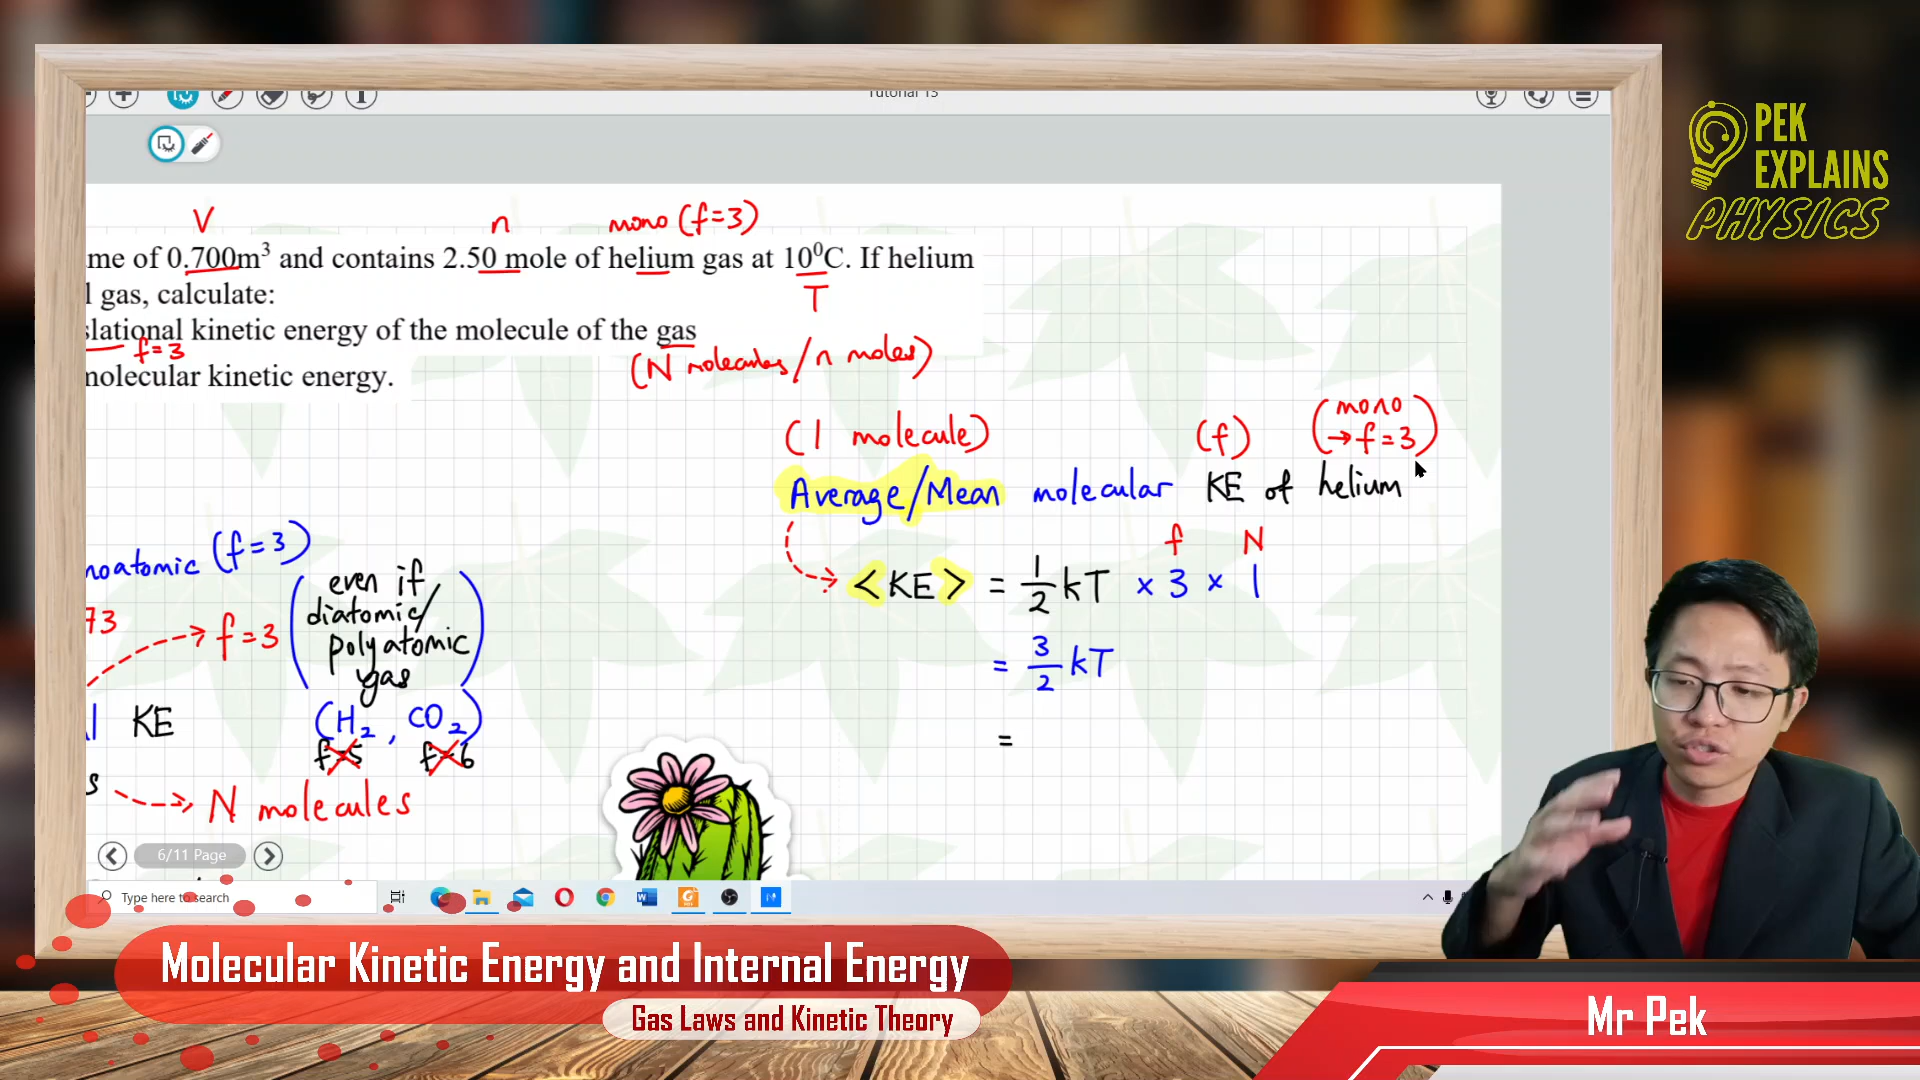 Tutorial 13
PEK
EXPLAINS
PHYSICS
V
n
mono (f=3)
me of 0.700m³ and contains 2.50 mole of helium gas at 10⁰C. If helium
T
l gas, calculate:
slational kinetic energy of the molecule of the gas
f=3
(N molecules/n moles)
molecular kinetic energy.
(1 molecule)
(f)
(mono
→f=3)
Average/Mean molecular KE of helium
f N
<KE> = 1/2 kT × 3 × 1
= 3/2 kT
=
noatomic (f=3)
73
f=3
(even if
diatomic/
polyatomic
gas)
KE
(H₂, CO₂)
f=5 f=6
s
N molecules
6/11 Page
Type here to search
Molecular Kinetic Energy and Internal Energy
Gas Laws and Kinetic Theory
Mr Pek